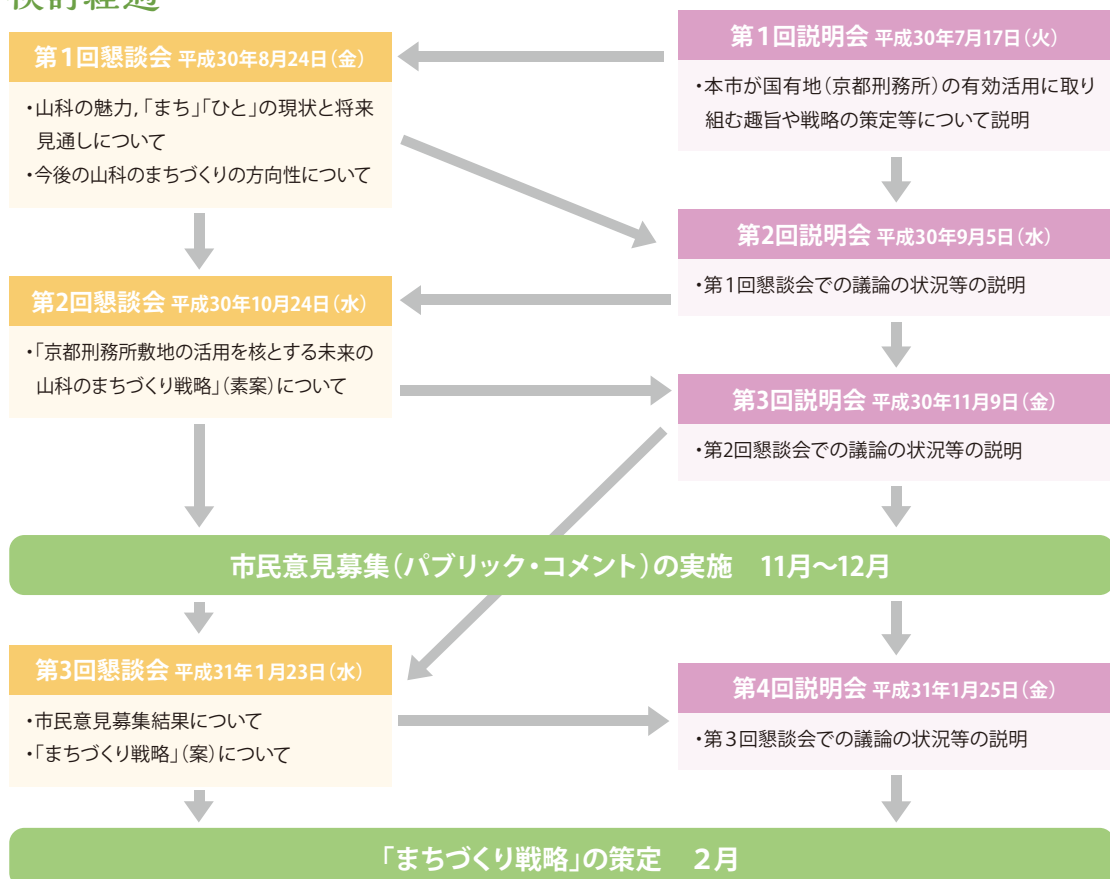 検討経過
第1回懇談会 平成30年8月24日(金)
・山科の魅力,「まち」「ひと」の現状と将来
見通しについて
・今後の山科のまちづくりの方向性について
第1回説明会 平成30年7月17日(火)
・本市が国有地(京都刑務所)の有効活用に取り
組む趣旨や戦略の策定等について説明
第2回説明会 平成30年9月5日(水)
・第1回懇談会での議論の状況等の説明
第2回懇談会 平成30年10月24日(水)
・「京都刑務所敷地の活用を核とする未来の
山科のまちづくり戦略」(素案)について
第3回説明会 平成30年11月9日(金)
・第2回懇談会での議論の状況等の説明
市民意見募集(パブリック・コメント)の実施 11月〜12月
第3回懇談会 平成31年1月23日(水)
・市民意見募集結果について
・「まちづくり戦略」(案)について
第4回説明会 平成31年1月25日(金)
・第3回懇談会での議論の状況等の説明
「まちづくり戦略」の策定 2月